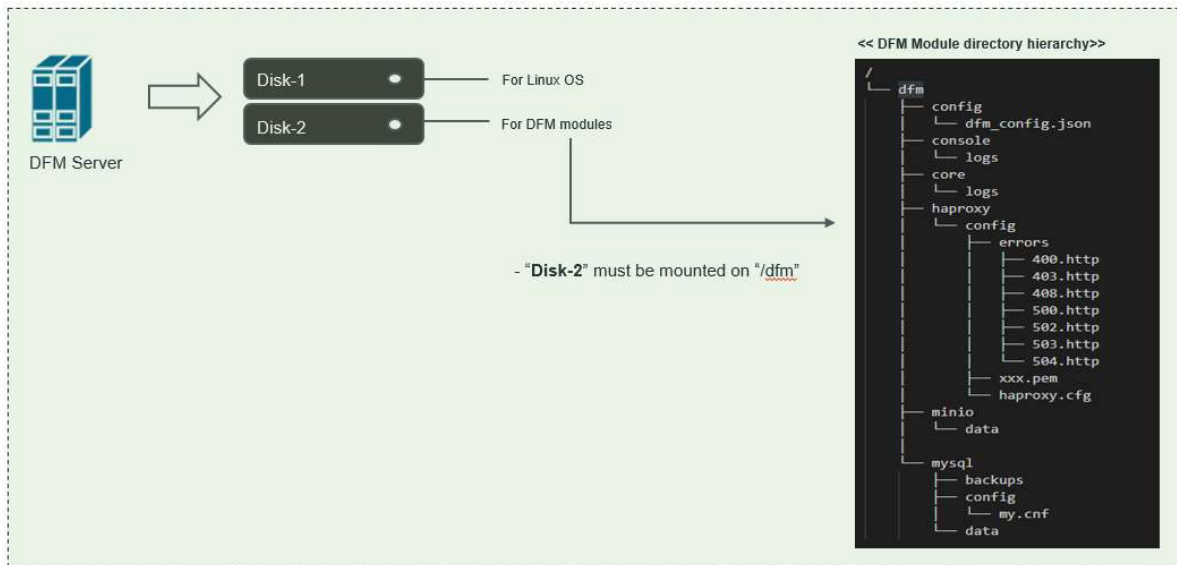 DFM Server
Disk-1
For Linux OS
Disk-2
For DFM modules
- “Disk-2” must be mounted on “/dfm”
<< DFM Module directory hierarchy>>
/
└── dfm
    ├── config
    │   └── dfm_config.json
    ├── console
    │   └── logs
    ├── core
    │   └── logs
    ├── haproxy
    │   └── config
    │       ├── errors
    │       │   ├── 400.http
    │       │   ├── 403.http
    │       │   ├── 408.http
    │       │   ├── 500.http
    │       │   ├── 502.http
    │       │   ├── 503.http
    │       │   └── 504.http
    │       ├── xxx.pem
    │       └── haproxy.cfg
    ├── minio
    │   └── data
    │
    └── mysql
        ├── backups
        ├── config
        │   └── my.cnf
        └── data